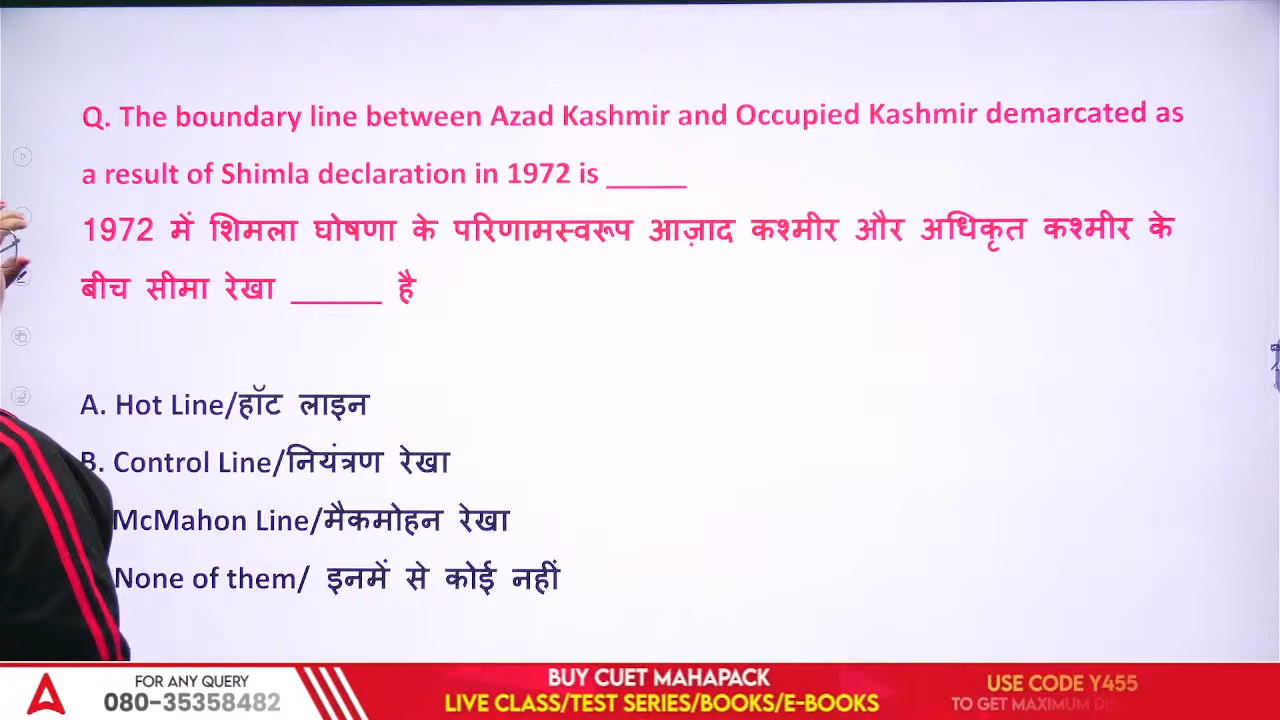 Q. The boundary line between Azad Kashmir and Occupied Kashmir demarcated as
a result of Shimla declaration in 1972 is _____
1972 में शिमला घोषणा के परिणामस्वरूप आज़ाद कश्मीर और अधिकृत कश्मीर के
बीच सीमा रेखा ______ है
A. Hot Line/हॉट लाइन
B. Control Line/नियंत्रण रेखा
McMahon Line/मैकमोहन रेखा
None of them/ इनमें से कोई नहीं
FOR ANY QUERY
080-35358482
BUY CUET MAHAPACK
LIVE CLASS/TEST SERIES/BOOKS/E-BOOKS
USE CODE Y455
TO GET MAXIMUM